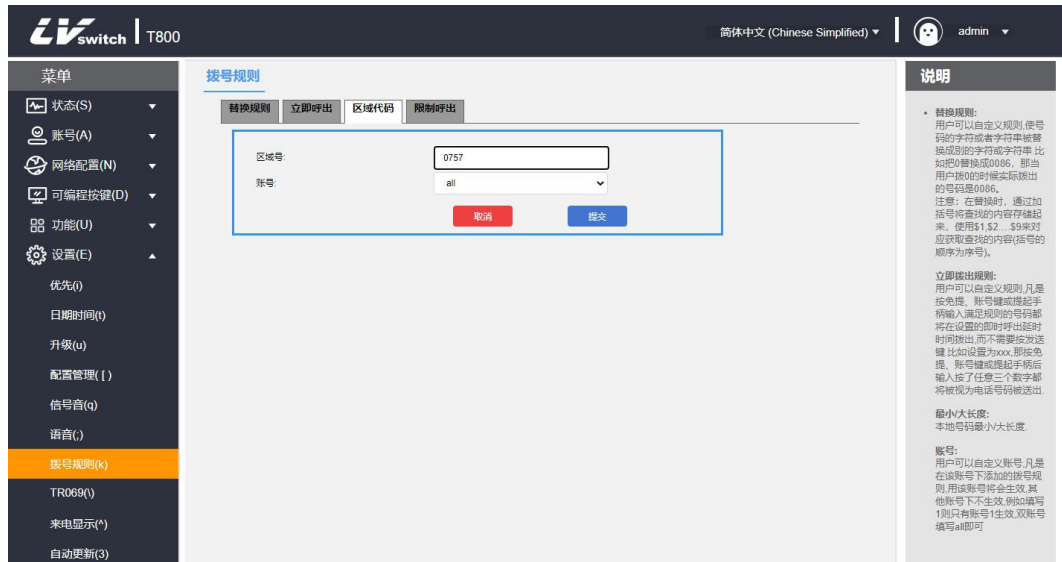 LVswitch T800
简体中文 (Chinese Simplified)
admin
菜单
状态(S)
账号(A)
网络配置(N)
可编程按键(D)
功能(U)
设置(E)
优先(i)
日期时间(t)
升级(u)
配置管理([)
信号音(q)
语音(;)
拨号规则(k)
TR069(\)
来电显示(^)
自动更新(3)
拨号规则
替换规则 立即呼出 区域代码 限制呼出
区域号: 0757
账号: all
取消 提交
说明
• 替换规则:
用户可以自定义规则,使号
码的字符或者字符串被替
换成别的字符或字符串.比
如把0替换成0086，那当
用户拨0的时候实际拨出
的号码是0086。
注意：在替换时，通过加
括号将查找的内容存储起
来，使用$1,$2....$9来对
应获取查找的内容(括号的
顺序为序号)。
立即拨出规则:
用户可以自定义规则,凡是
按免提、账号键或提起手
柄输入满足规则的号码都
将在设置的即时呼出延时
时间拨出,而不需要按发送
键.比如设置为xxx,那按免
提、账号键或提起手柄后
输入按了任意三个数字都
将被视为电话号码被送出.
最小/大长度:
本地号码最小/大长度.
账号:
用户可以自定义账号,凡是
在该账号下添加的拨号规
则,用该账号将会生效,其
他账号下不生效,例如填写
1则只有账号1生效,双账号
填写all即可